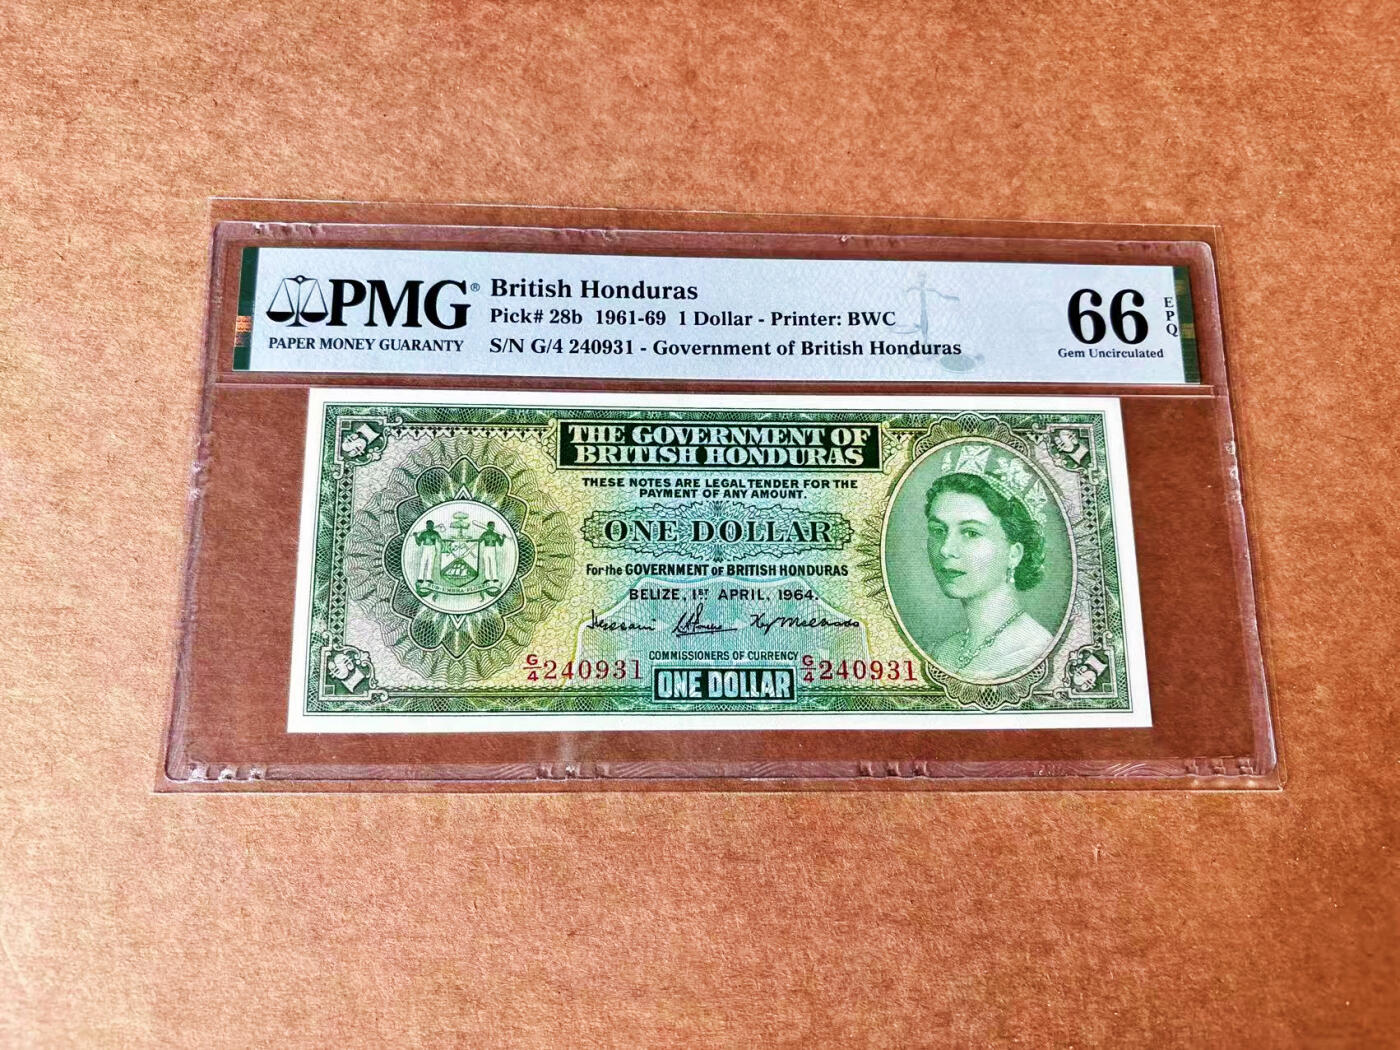 PMG®
PAPER MONEY GUARANTY
British Honduras
Pick# 28b 1961-69 1 Dollar - Printer: BWC
S/N G/4 240931 - Government of British Honduras
66
EPQ
Gem Uncirculated
$1
$1
THE GOVERNMENT OF
BRITISH HONDURAS
THESE NOTES ARE LEGAL TENDER FOR THE
PAYMENT OF ANY AMOUNT.
ONE DOLLAR
For the GOVERNMENT of BRITISH HONDURAS
BELIZE, 1ST APRIL, 1964.
COMMISSIONERS OF CURRENCY
G/4 240931
G/4 240931
$1
ONE DOLLAR
$1